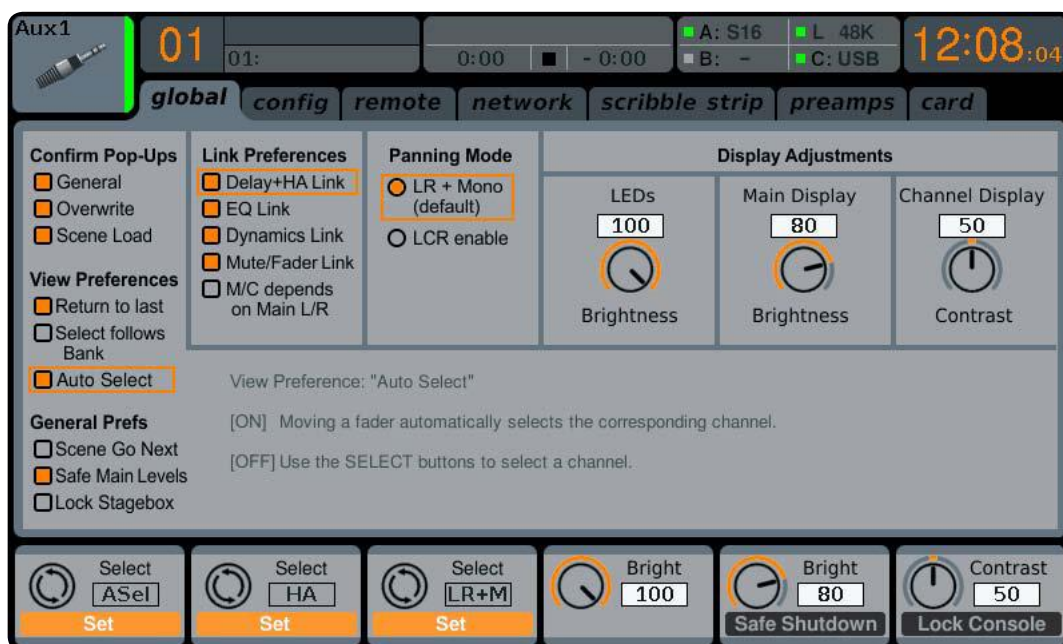 Aux1
01
01:
0:00
- 0:00
A: S16
B: -
L 48K
C: USB
12:08:04
global
config
remote
network
scribble strip
preamps
card
Confirm Pop-Ups
General
Overwrite
Scene Load
View Preferences
Return to last
Select follows
Bank
Auto Select
General Prefs
Scene Go Next
Safe Main Levels
Lock Stagebox
Link Preferences
Delay+HA Link
EQ Link
Dynamics Link
Mute/Fader Link
M/C depends
on Main L/R
Panning Mode
LR + Mono
(default)
LCR enable
Display Adjustments
LEDs
100
Brightness
Main Display
80
Brightness
Channel Display
50
Contrast
View Preference: "Auto Select"
[ON] Moving a fader automatically selects the corresponding channel.
[OFF] Use the SELECT buttons to select a channel.
Select
ASel
Set
Select
HA
Set
Select
LR+M
Set
Bright
100
Bright
80
Safe Shutdown
Contrast
50
Lock Console